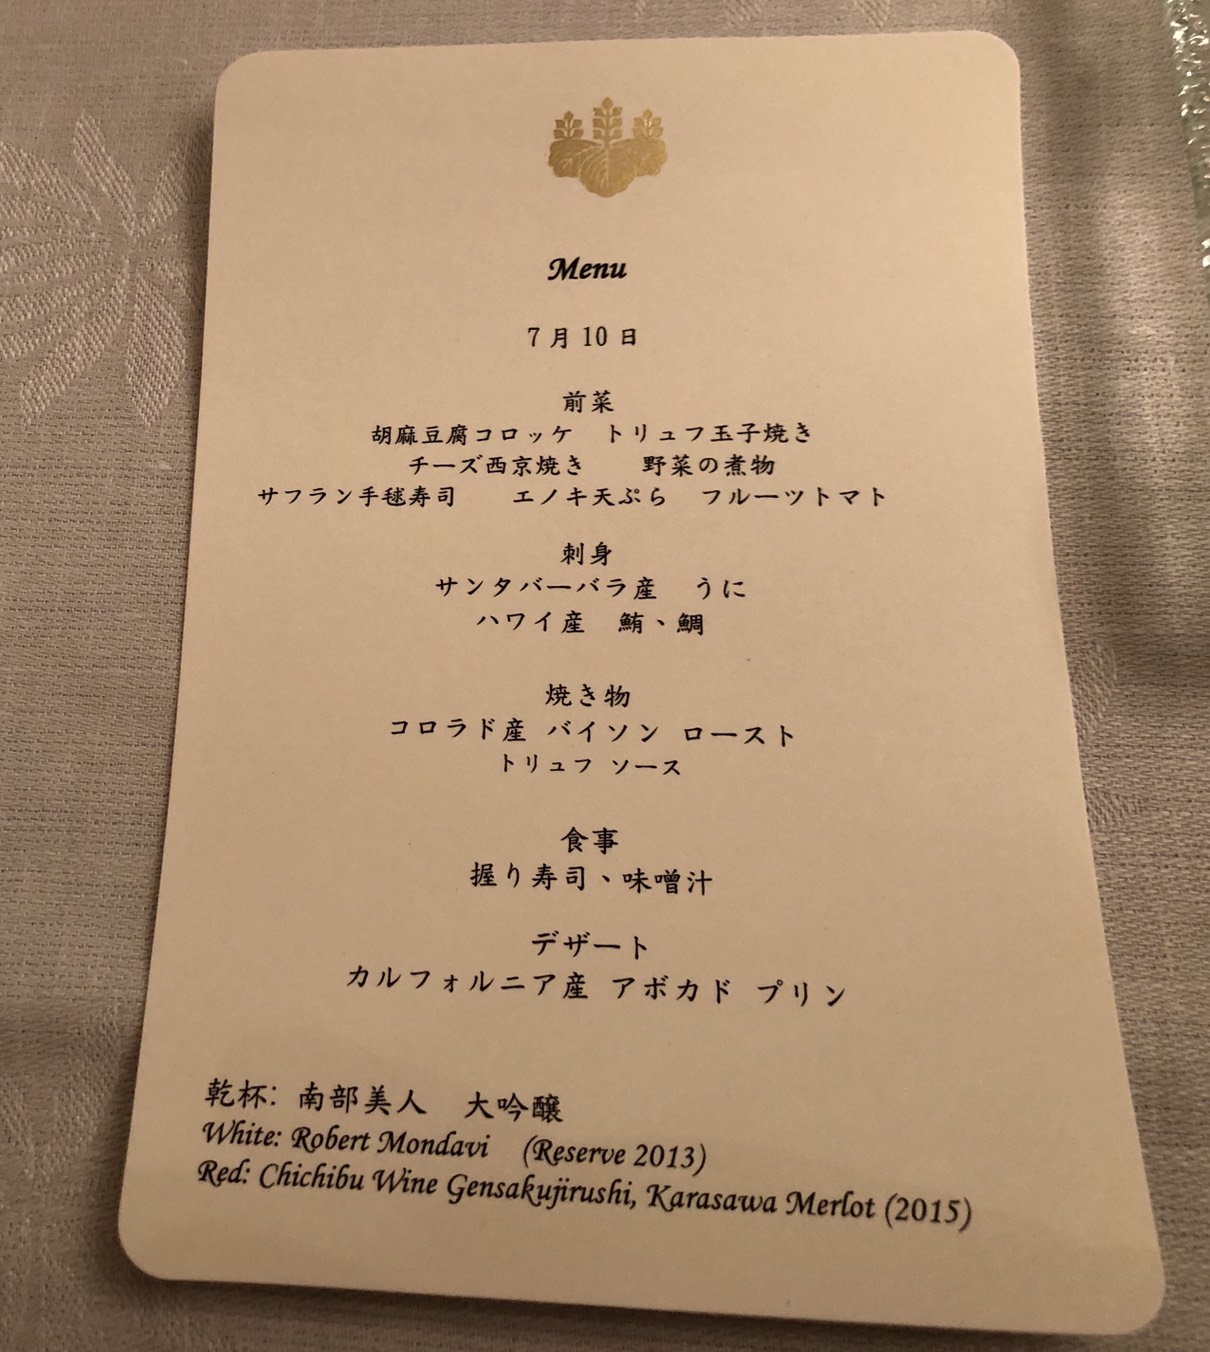 Menu
7月10日
前菜
胡麻豆腐コロッケ　トリュフ玉子焼き
チーズ西京焼き　　野菜の煮物
サフラン手毬寿司　　エノキ天ぷら　フルーツトマト
刺身
サンタバーバラ産　うに
ハワイ産　鮪、鯛
焼き物
コロラド産 バイソン ロースト
トリュフ ソース
食事
握り寿司、味噌汁
デザート
カルフォルニア産 アボカド プリン
乾杯: 南部美人　大吟醸
White: Robert Mondavi　(Reserve 2013)
Red: Chichibu Wine Gensakujirushi, Karasawa Merlot (2015)